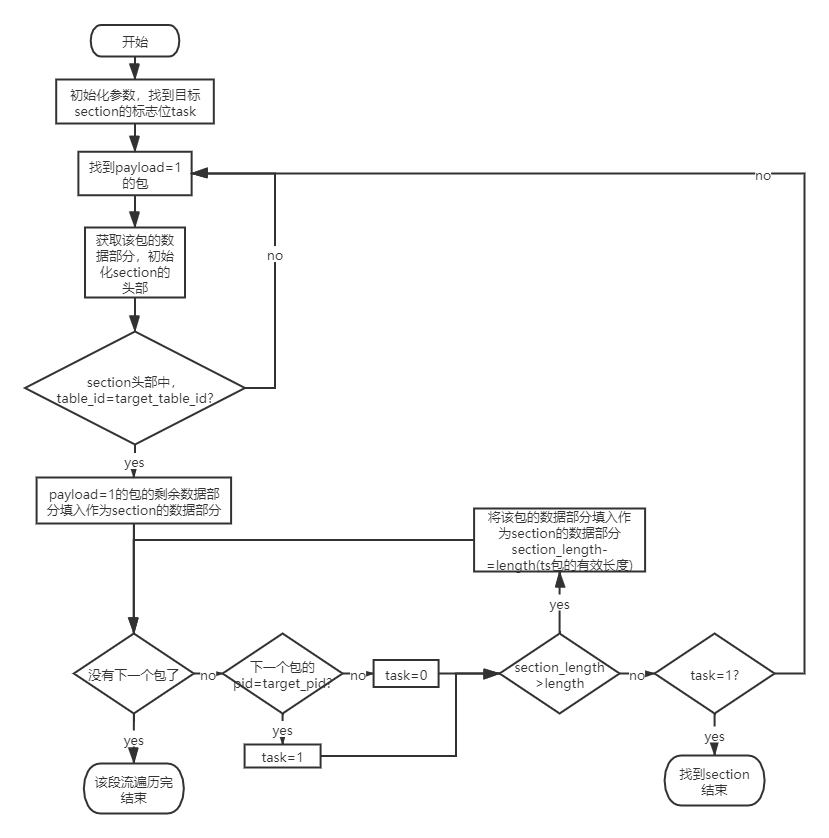 开始
初始化参数，找到目标
section的标志位task
找到payload=1
的包
no
获取该包的数
据部分，初始
化section的
头部
no
section头部中，
table_id=target_table_id?
yes
payload=1的包的剩余数据部
分填入作为section的数据部分
将该包的数据部分填入作
为section的数据部分
section_length-
=length(ts包的有效长度)
yes
没有下一个包了
no
下一个包的
pid=target_pid?
no
task=0
section_length
>length
no
task=1?
yes
yes
yes
task=1
该段流遍历完
结束
找到section
结束